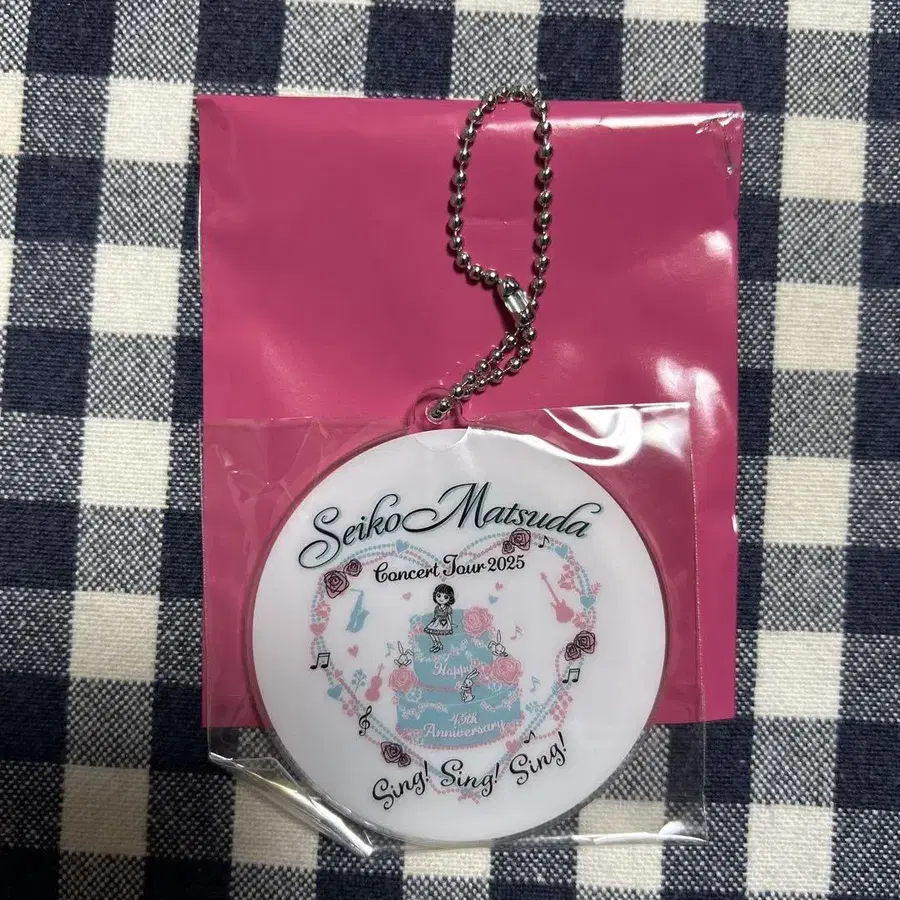 Seiko Matsuda
Concert Tour 2025
Happy
45th
Anniversary
Sing! Sing! Sing!